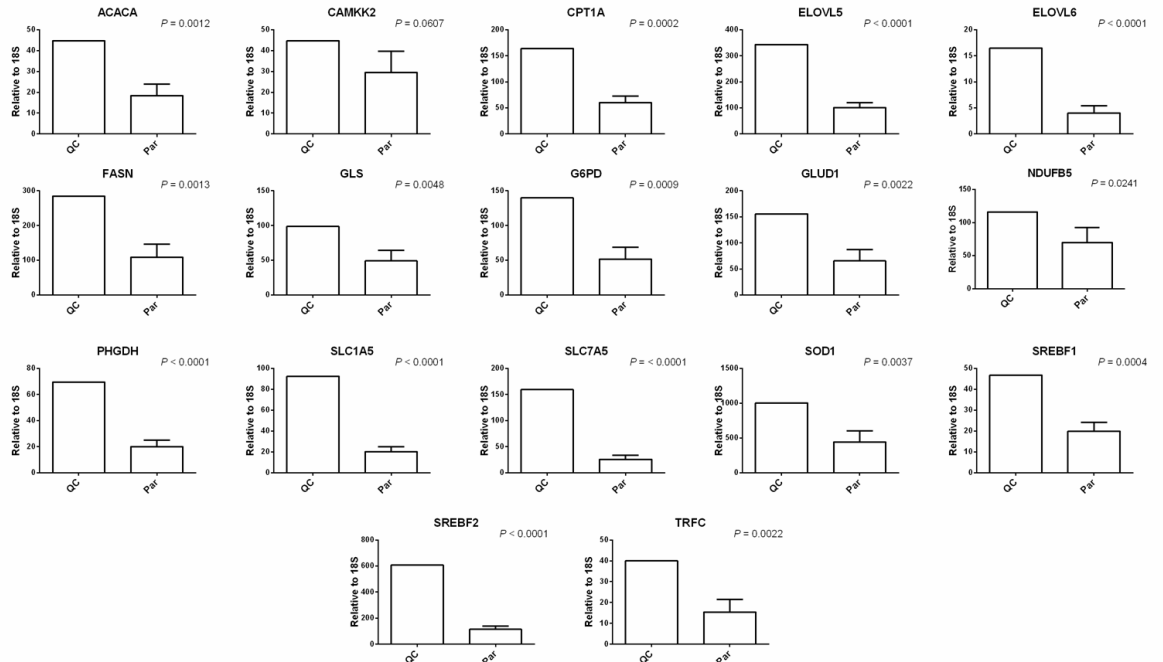 ACACA
P = 0.0012
Relative to 18S
50
40
30
20
10
0
QC
Par
CAMKK2
P = 0.0607
Relative to 18S
50
40
30
20
10
0
QC
Par
CPT1A
P = 0.0002
Relative to 18S
200
150
100
50
0
QC
Par
ELOVL5
P < 0.0001
Relative to 18S
400
300
200
100
0
QC
Par
ELOVL6
P < 0.0001
Relative to 18S
20
15
10
5
0
QC
Par
FASN
P = 0.0013
Relative to 18S
300
200
100
0
QC
Par
GLS
P = 0.0048
Relative to 18S
150
100
50
0
QC
Par
G6PD
P = 0.0009
Relative to 18S
150
100
50
0
QC
Par
GLUD1
P = 0.0022
Relative to 18S
200
150
100
50
0
QC
Par
NDUFB5
P = 0.0241
Relative to 18S
150
100
50
0
QC
Par
PHGDH
P < 0.0001
Relative to 18S
80
60
40
20
0
QC
Par
SLC1A5
P < 0.0001
Relative to 18S
100
80
60
40
20
0
QC
Par
SLC7A5
P = < 0.0001
Relative to 18S
200
150
100
50
0
QC
Par
SOD1
P = 0.0037
Relative to 18S
1500
1000
500
0
QC
Par
SREBF1
P = 0.0004
Relative to 18S
50
40
30
20
10
0
QC
Par
SREBF2
P < 0.0001
Relative to 18S
800
600
400
200
0
QC
Par
TRFC
P = 0.0022
Relative to 18S
50
40
30
20
10
0
QC
Par